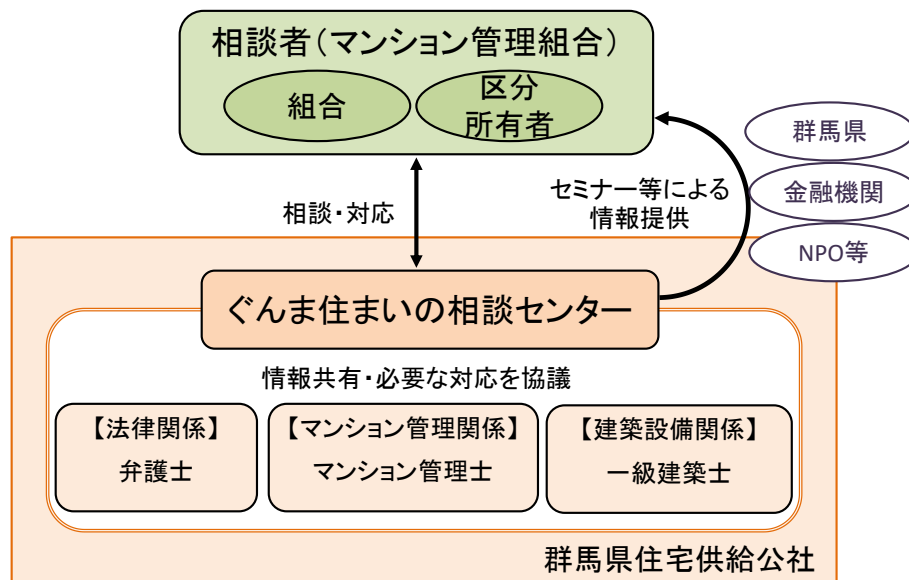 相談者(マンション管理組合)
組合
区分
所有者
群馬県
金融機関
NPO等
相談・対応
セミナー等による
情報提供
ぐんま住まいの相談センター
情報共有・必要な対応を協議
【法律関係】
弁護士
【マンション管理関係】
マンション管理士
【建築設備関係】
一級建築士
群馬県住宅供給公社